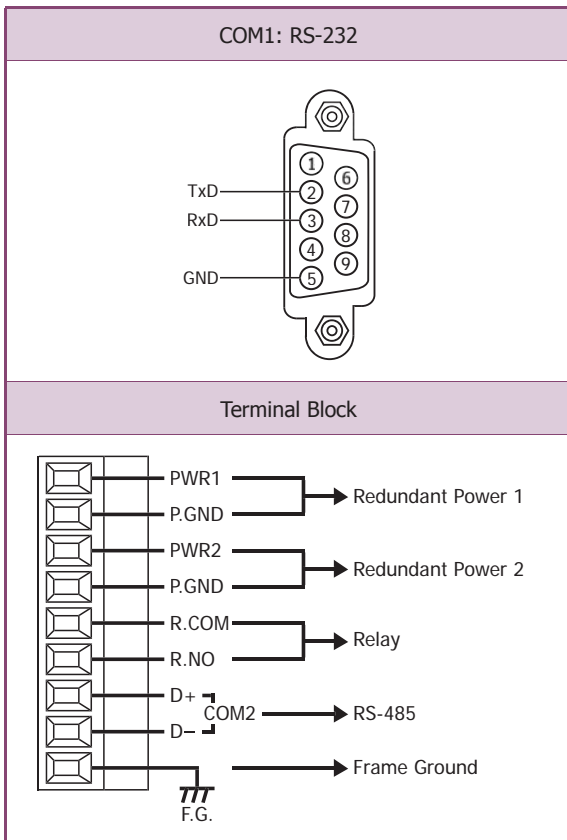 COM1: RS-232
1
6
TxD 2
7
RxD 3
8
4
9
GND 5
Terminal Block
PWR1
Redundant Power 1
P.GND
PWR2
Redundant Power 2
P.GND
R.COM
Relay
R.NO
D+
COM2 RS-485
D−
Frame Ground
F.G.